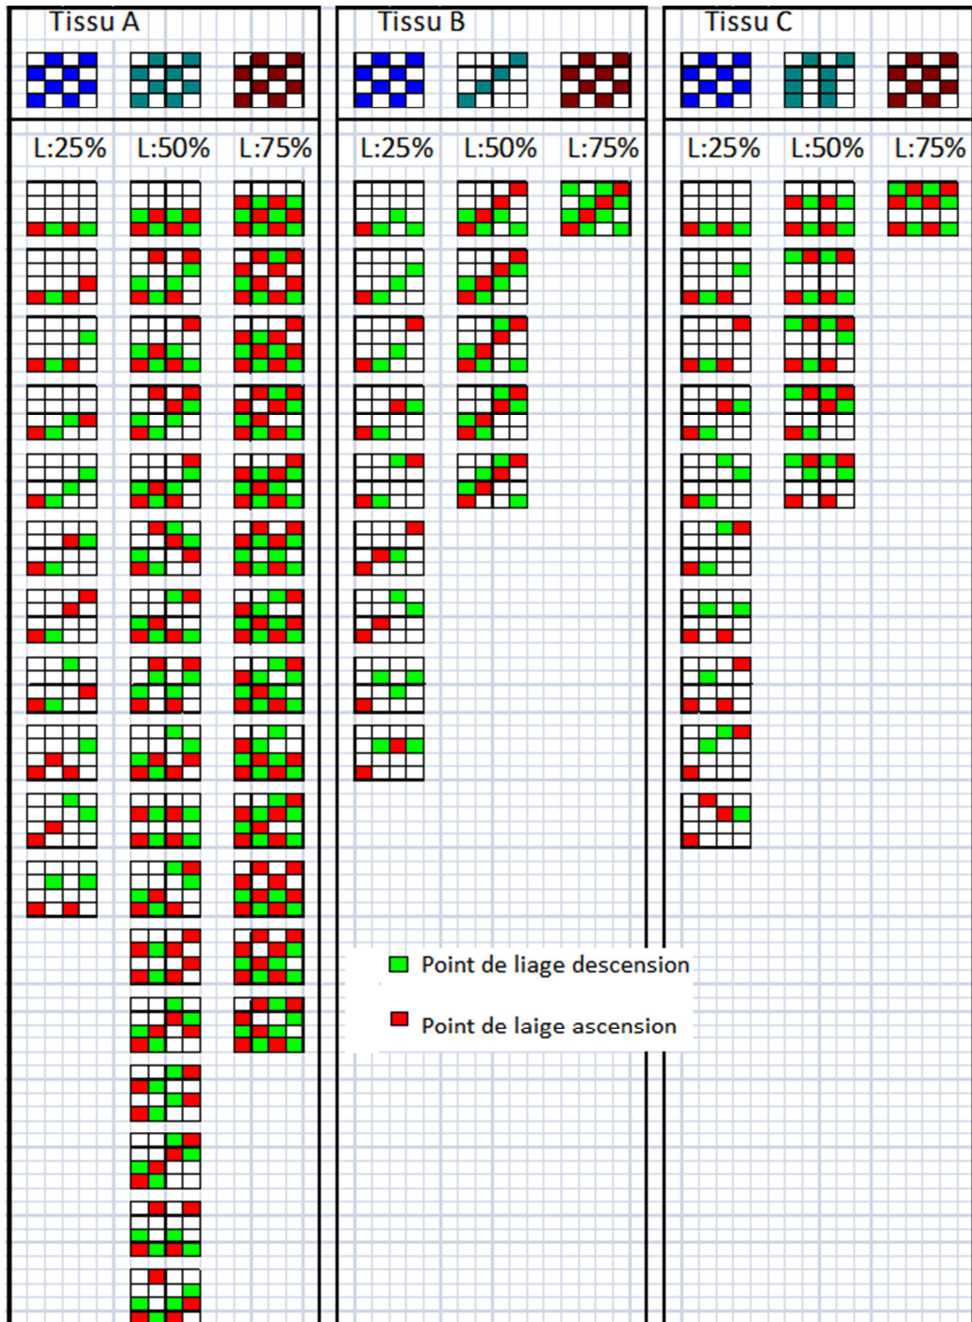 Tissu A
Tissu B
Tissu C
L:25% L:50% L:75%
L:25% L:50% L:75%
L:25% L:50% L:75%
Point de liage descension
Point de laige ascension